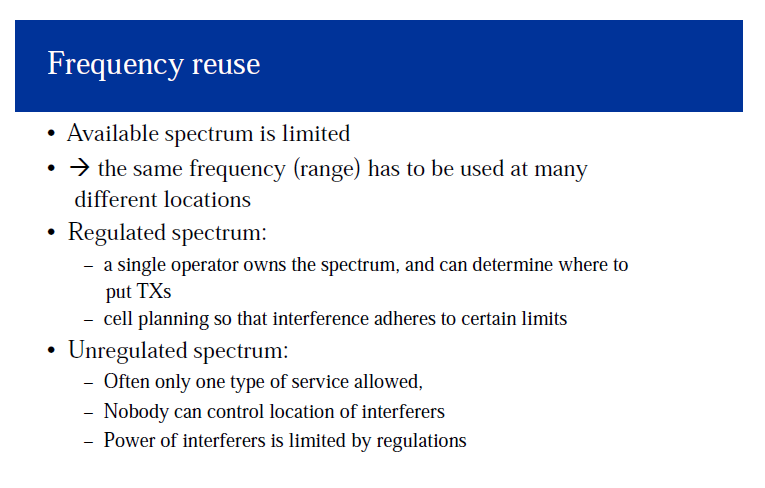 Frequency reuse
• Available spectrum is limited
• → the same frequency (range) has to be used at many
different locations
• Regulated spectrum:
– a single operator owns the spectrum, and can determine where to
put TXs
– cell planning so that interference adheres to certain limits
• Unregulated spectrum:
– Often only one type of service allowed,
– Nobody can control location of interferers
– Power of interferers is limited by regulations